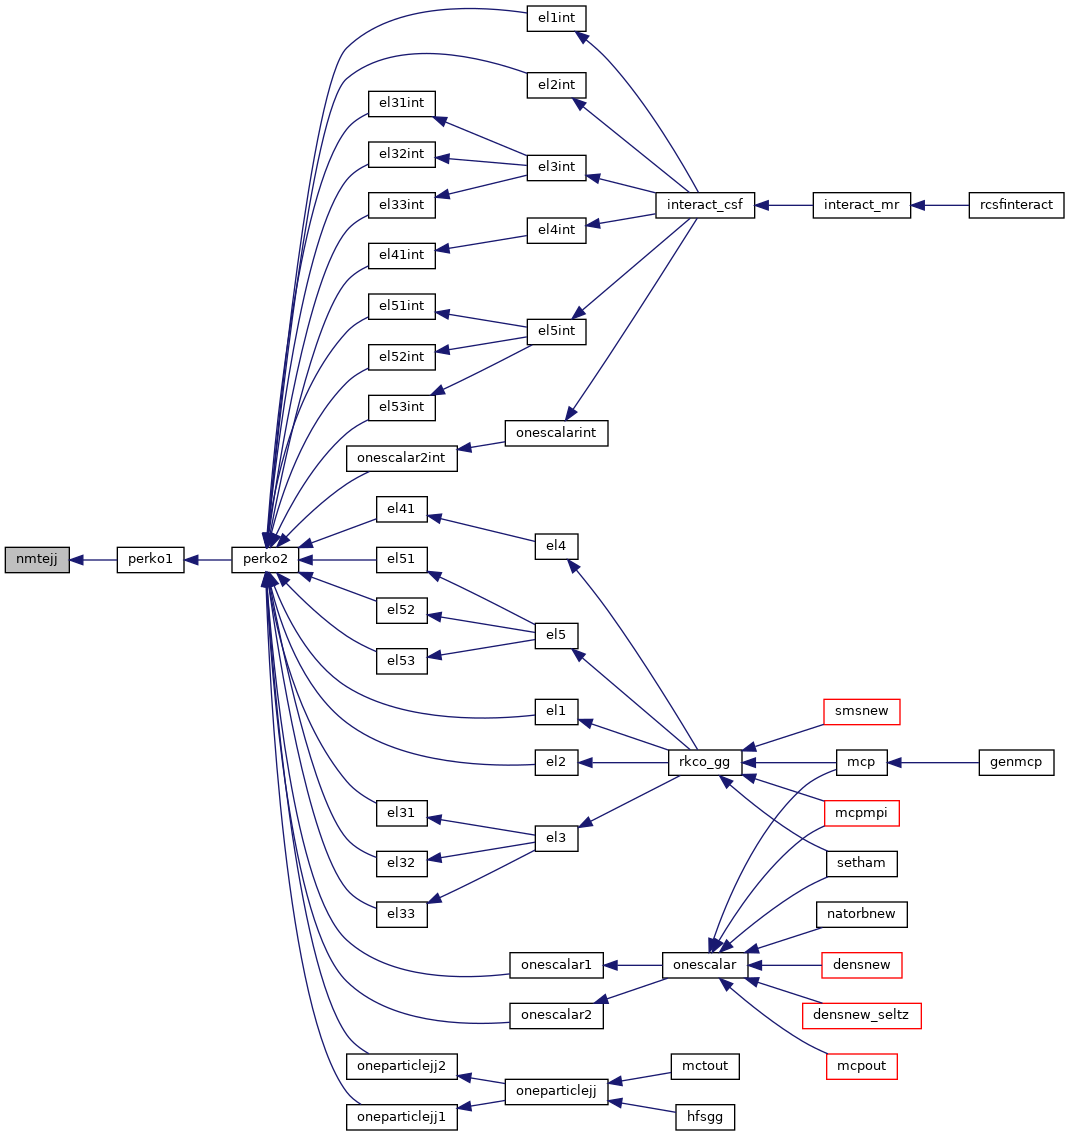 el1int
el2int
el31int
el32int
el3int
el33int
interact_csf
interact_mr
rcsfinteract
el4int
el41int
el51int
el5int
el52int
el53int
onescalarint
onescalar2int
el41
el4
nmtejj
perko1
perko2
el51
el52
el5
el53
el1
smsnew
el2
rkco_gg
mcp
genmcp
el31
mcpmpi
el3
el32
setham
el33
natorbnew
onescalar1
onescalar
densnew
onescalar2
densnew_seltz
oneparticlejj2
mctout
mcpout
oneparticlejj
oneparticlejj1
hfsgg